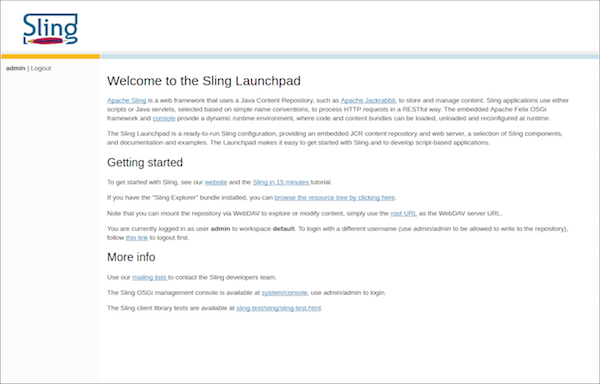 Sling
admin | Logout
Welcome to the Sling Launchpad
Apache Sling is a web framework that uses a Java Content Repository, such as Apache Jackrabbit, to store and manage content. Sling applications use either
scripts or Java servlets, selected based on simple name conventions, to process HTTP requests in a RESTful way. The embedded Apache Felix OSGi
framework and console provide a dynamic runtime environment, where code and content bundles can be loaded, unloaded and reconfigured at runtime.
The Sling Launchpad is a ready-to-run Sling configuration, providing an embedded JCR content repository and web server, a selection of Sling components,
and documentation and examples. The Launchpad makes it easy to get started with Sling and to develop script-based applications.
Getting started
To get started with Sling, see our website and the Sling in 15 minutes tutorial.
If you have the "Sling Explorer" bundle installed, you can browse the resource tree by clicking here.
Note that you can mount the repository via WebDAV to explore or modify content, simply use the root URL as the WebDAV server URL.
You are currently logged in as user admin to workspace default. To login with a different username (use admin/admin to be allowed to write to the repository),
follow this link to logout first.
More info
Use our mailing lists to contact the Sling developers team.
The Sling OSGi management console is available at system/console, use admin/admin to login.
The Sling client library tests are available at sling-test/sling/sling-test.html.